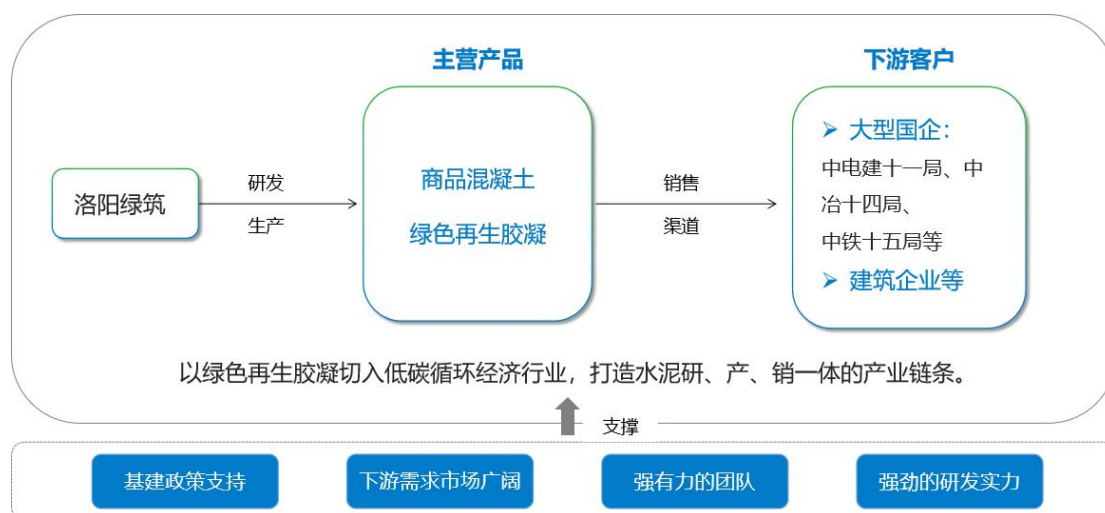 主营产品
下游客户
洛阳绿筑
研发
生产
商品混凝土
绿色再生胶凝
销售
渠道
➢ 大型国企：
中电建十一局、中
冶十四局、
中铁十五局等
➢ 建筑企业等
以绿色再生胶凝切入低碳循环经济行业，打造水泥研、产、销一体的产业链条。
支撑
基建政策支持
下游需求市场广阔
强有力的团队
强劲的研发实力